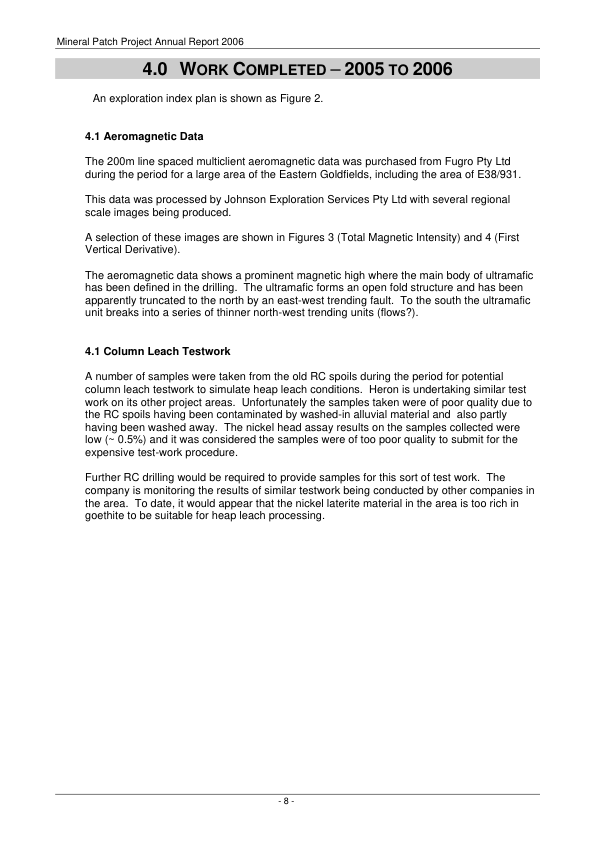 Mineral Patch Project Annual Report 2006
4.0 WORK COMPLETED – 2005 TO 2006
An exploration index plan is shown as Figure 2.
4.1 Aeromagnetic Data
The 200m line spaced multiclient aeromagnetic data was purchased from Fugro Pty Ltd
during the period for a large area of the Eastern Goldfields, including the area of E38/931.
This data was processed by Johnson Exploration Services Pty Ltd with several regional
scale images being produced.
A selection of these images are shown in Figures 3 (Total Magnetic Intensity) and 4 (First
Vertical Derivative).
The aeromagnetic data shows a prominent magnetic high where the main body of ultramafic
has been defined in the drilling.  The ultramafic forms an open fold structure and has been
apparently truncated to the north by an east-west trending fault.  To the south the ultramafic
unit breaks into a series of thinner north-west trending units (flows?).
4.1 Column Leach Testwork
A number of samples were taken from the old RC spoils during the period for potential
column leach testwork to simulate heap leach conditions.  Heron is undertaking similar test
work on its other project areas.  Unfortunately the samples taken were of poor quality due to
the RC spoils having been contaminated by washed-in alluvial material and  also partly
having been washed away.  The nickel head assay results on the samples collected were
low (~ 0.5%) and it was considered the samples were of too poor quality to submit for the
expensive test-work procedure.
Further RC drilling would be required to provide samples for this sort of test work.  The
company is monitoring the results of similar testwork being conducted by other companies in
the area.  To date, it would appear that the nickel laterite material in the area is too rich in
goethite to be suitable for heap leach processing.
- 8 -